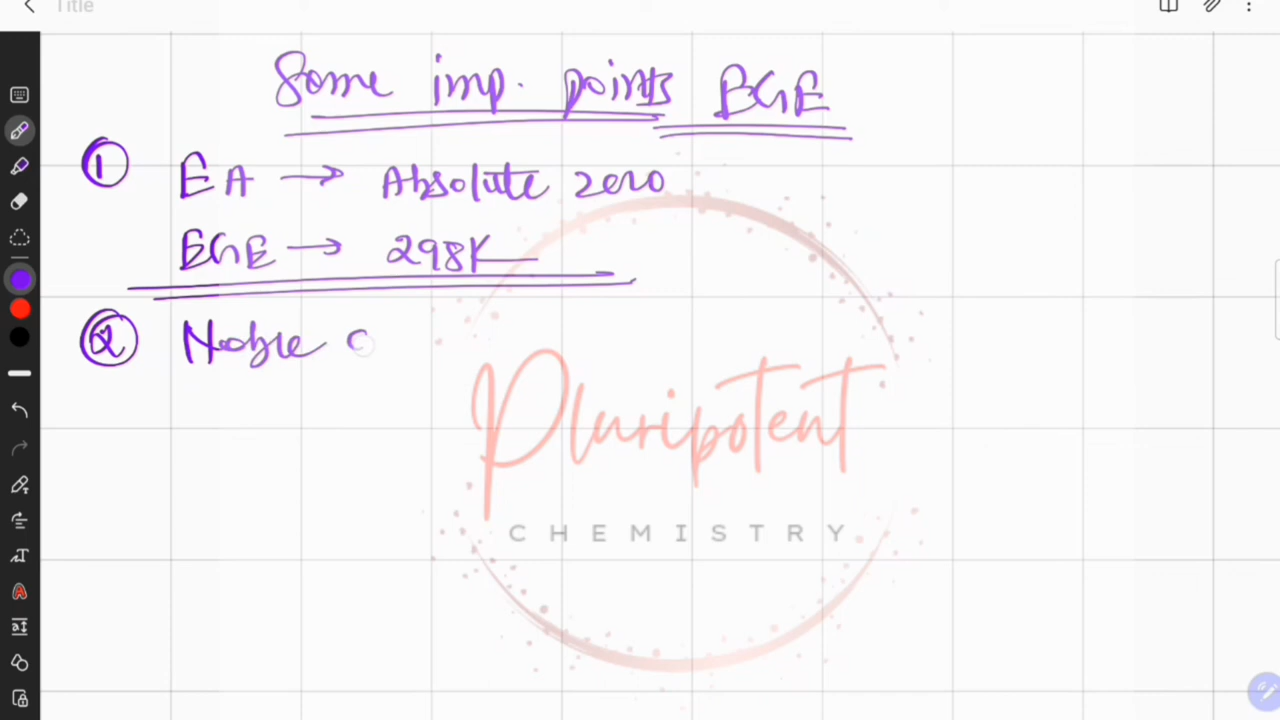 Title
Some imp. points EGE
① EA → Absolute zero
EGE → 298K
② Noble
Pluripotent
CHEMISTRY